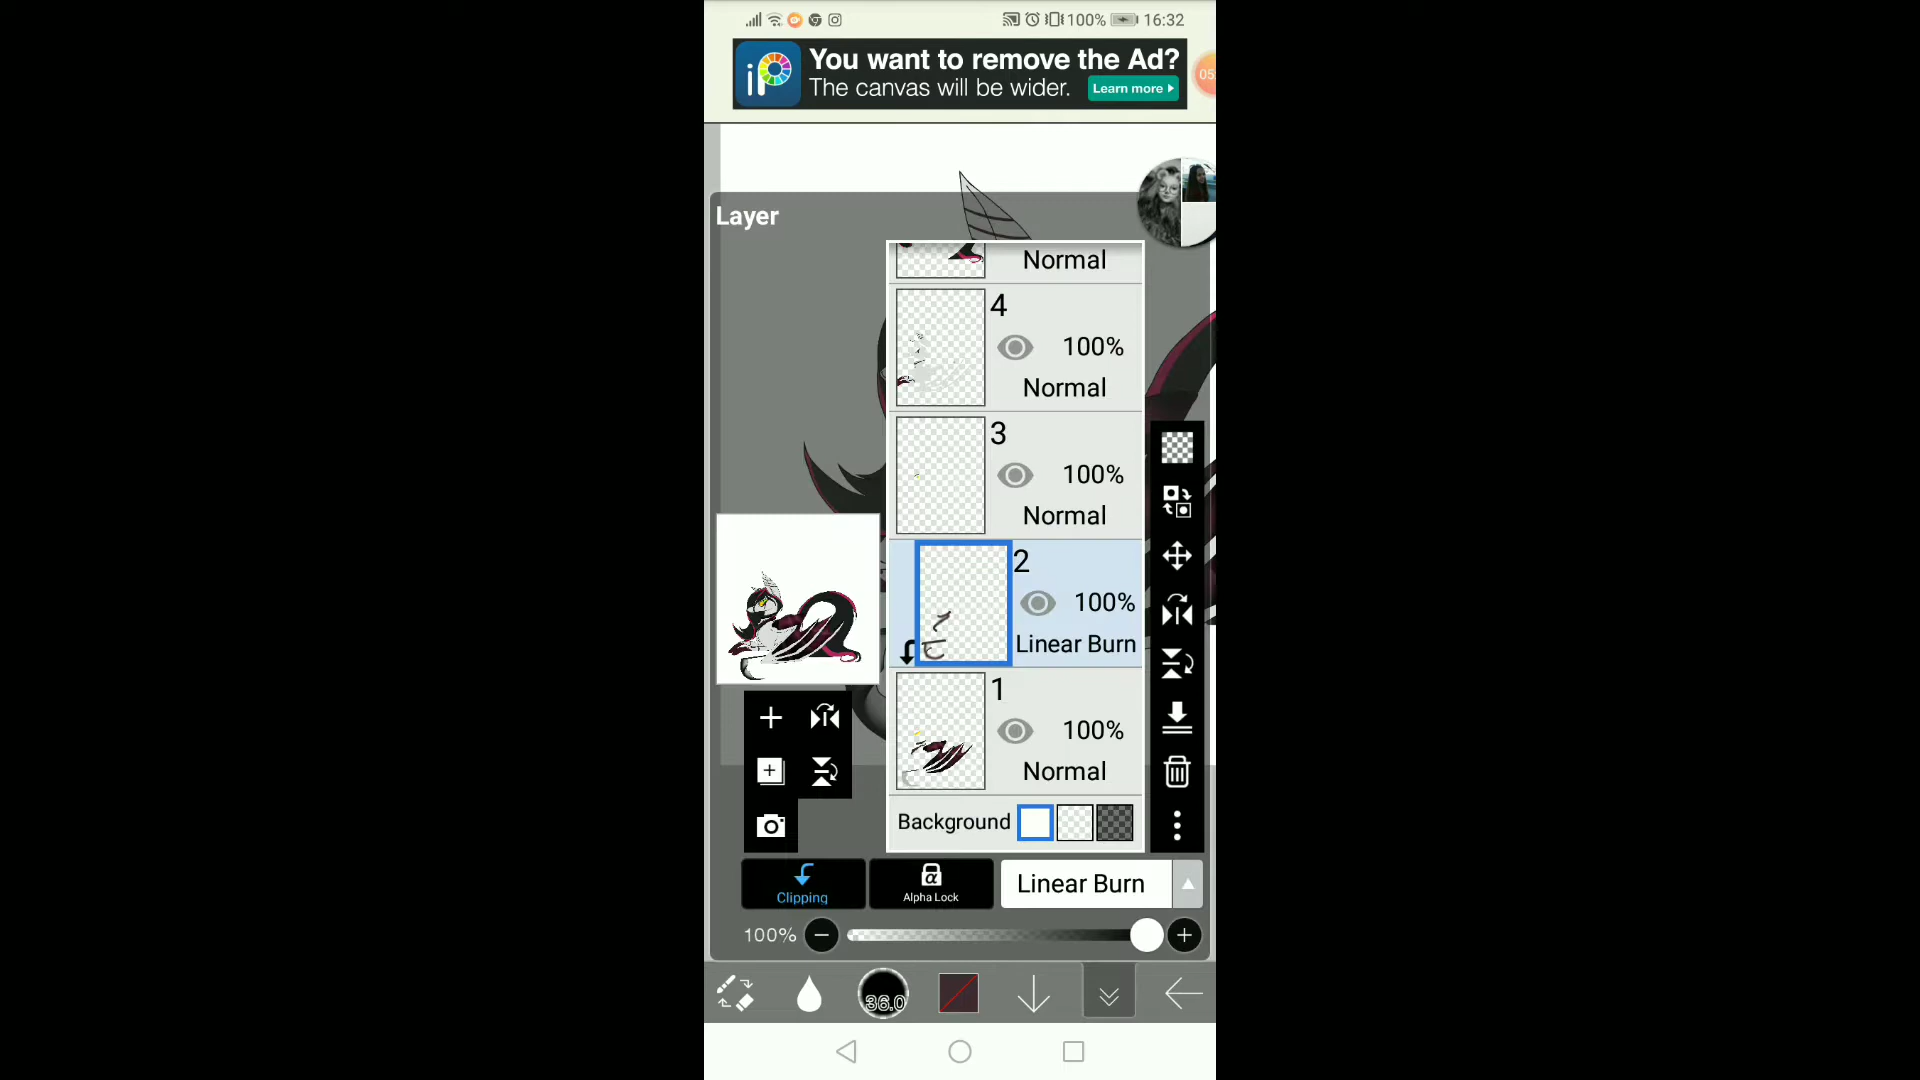 100% 16:32
iP You want to remove the Ad?
The canvas will be wider. Learn more
05
Layer
Normal
4
100%
Normal
3
100%
Normal
2
100%
Linear Burn
1
100%
Normal
Background
Clipping
α
Alpha Lock
Linear Burn
100%
36.0